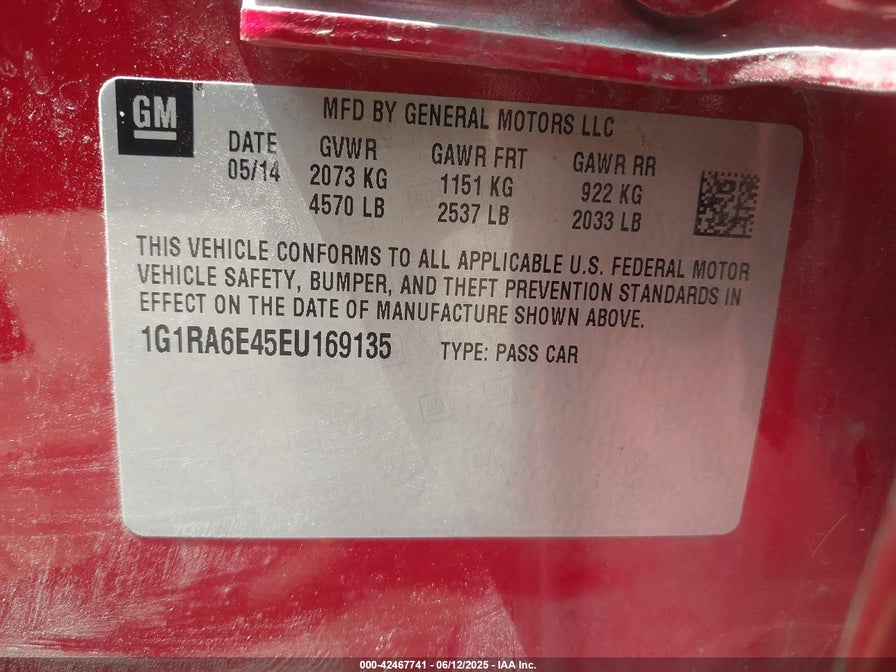 GM
MFD BY GENERAL MOTORS LLC
DATE GVWR GAWR FRT GAWR RR
05/14 2073 KG 1151 KG 922 KG
4570 LB 2537 LB 2033 LB
THIS VEHICLE CONFORMS TO ALL APPLICABLE U.S. FEDERAL MOTOR
VEHICLE SAFETY, BUMPER, AND THEFT PREVENTION STANDARDS IN
EFFECT ON THE DATE OF MANUFACTURE SHOWN ABOVE.
1G1RA6E45EU169135 TYPE: PASS CAR
000-42467741 - 06/12/2025 - IAA Inc.